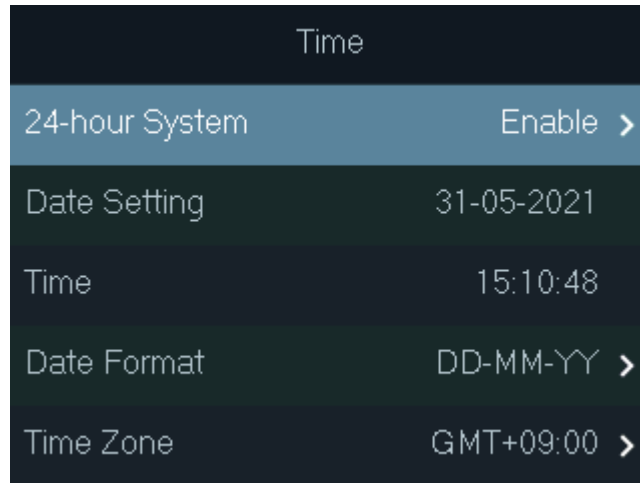 Time
24-hour System Enable >
Date Setting 31-05-2021
Time 15:10:48
Date Format DD-MM-YY >
Time Zone GMT+09:00 >